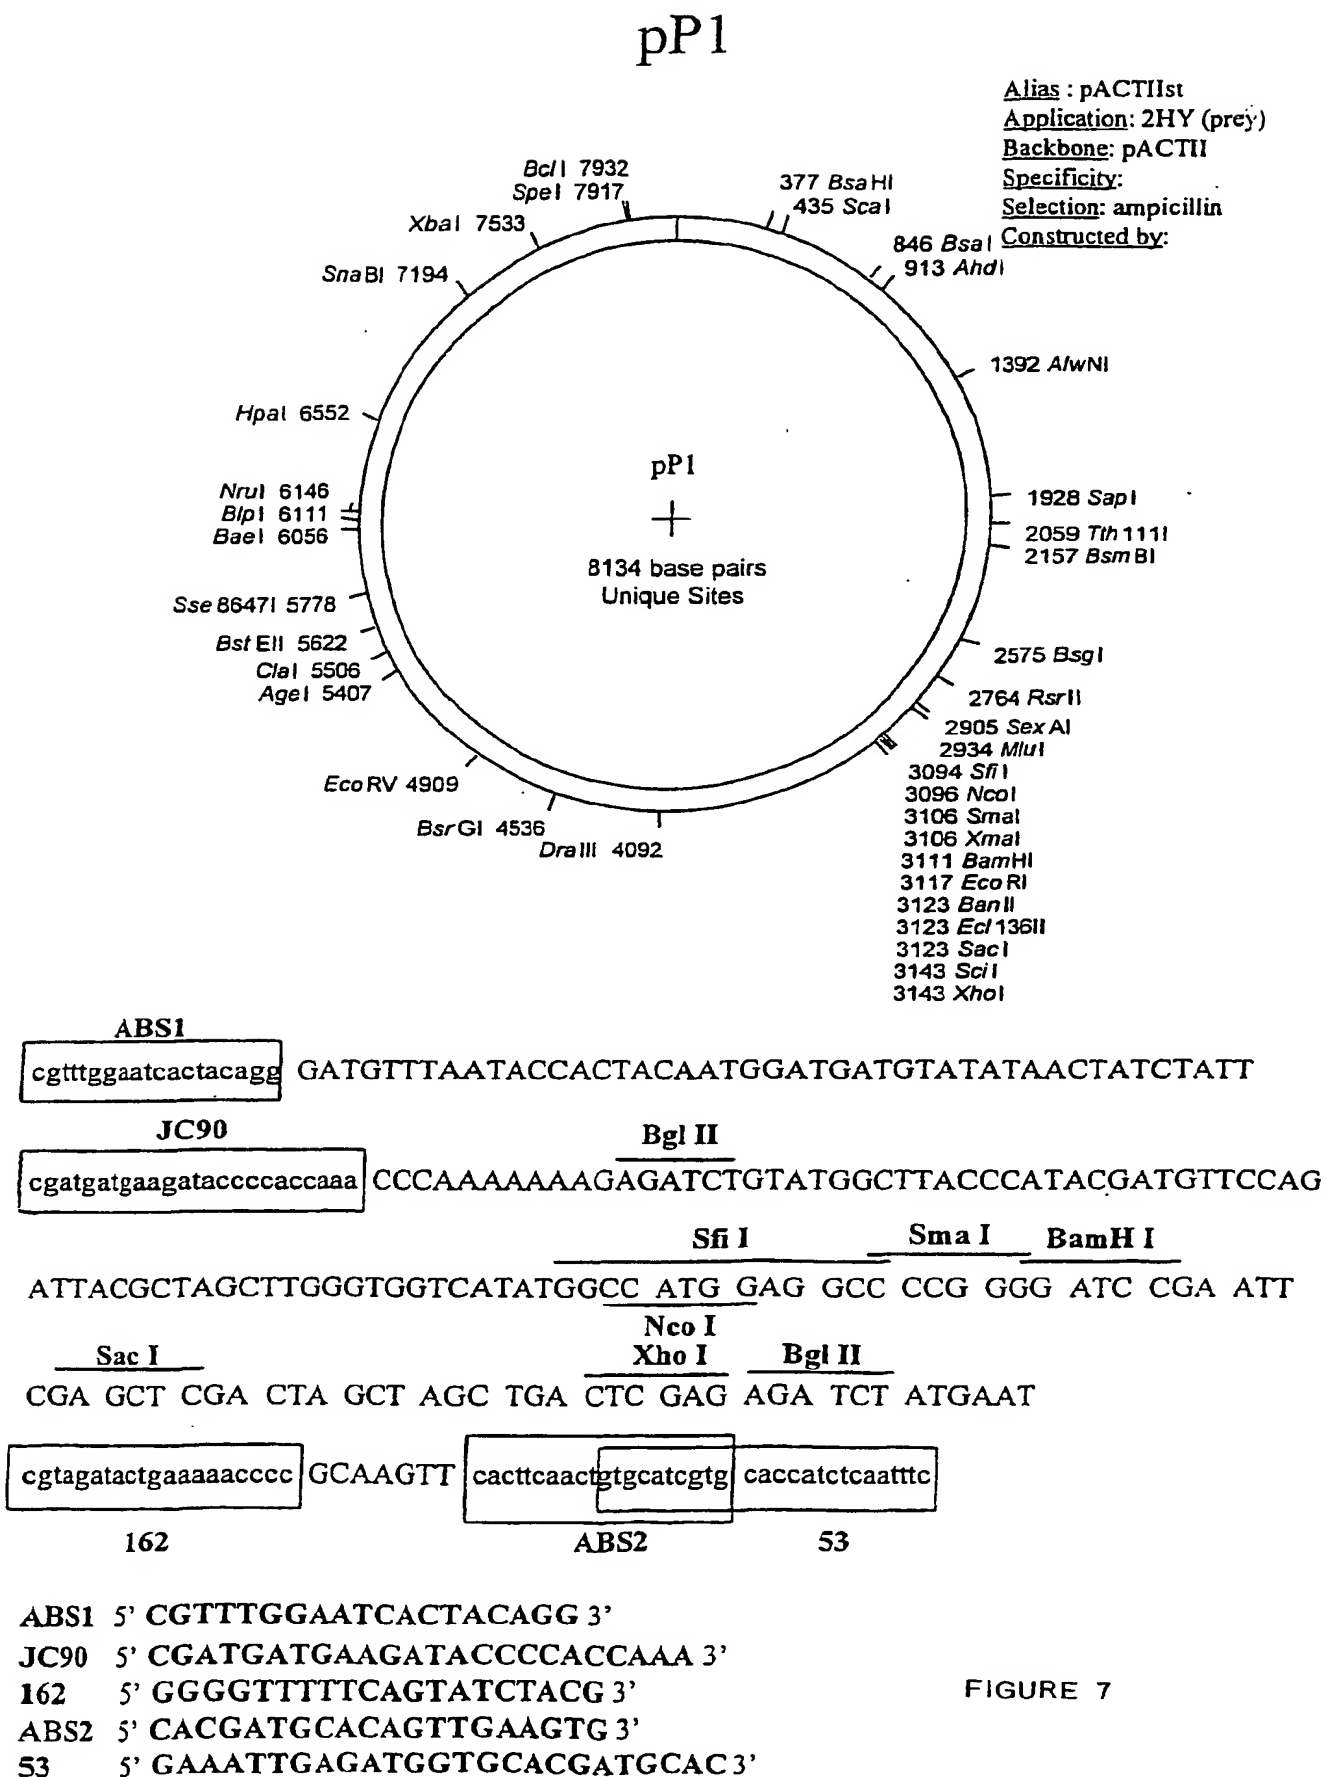 pP1
Alias : pACTIIst
Application: 2HY (prey)
Backbone: pACTII
Specificity:
Selection: ampicillin
Constructed by:
BclI 7932
SpeI 7917
XbaI 7533
SnaBI 7194
HpaI 6552
NruI 6146
BlpI 6111
BaeI 6056
Sse8647I 5778
BstEII 5622
ClaI 5506
AgeI 5407
EcoRV 4909
BsrGI 4536
DraIII 4092
377 BsaHI
435 ScaI
846 BsaI
913 AhdI
1392 AlwNI
1928 SapI
2059 Tth111I
2157 BsmBI
2575 BsgI
2764 RsrII
2905 SexAI
2934 MluI
3094 SfiI
3096 NcoI
3106 SmaI
3106 XmaI
3111 BamHI
3117 EcoRI
3123 BanII
3123 Ecl136II
3123 SacI
3143 SciI
3143 XhoI
pP1
8134 base pairs
Unique Sites
ABS1
cgtttggaatcactacagg GATGTTTAATACCACTACAATGGATGATGTATATAACTATCTATT
JC90
Bgl II
cgatgatgaagataccccaccaaa CCCAAAAAAAGAGATCTGTATGGCTTACCCATACGATGTTCCAG
Sfi I
Sma I
BamH I
ATTACGCTAGCTTGGGTGGTCATATGGCC ATG GAG GCC CCG GGG ATC CGA ATT
Nco I
Sac I
Xho I
Bgl II
CGA GCT CGA CTA GCT AGC TGA CTC GAG AGA TCT ATGAAT
cgtagatactgaaaaacccc GCAAGTT cacttcaactgtgcatcgtg caccatctcaatttc
162
ABS2
53
ABS1 5' CGTTTGGAATCACTACAGG 3'
JC90 5' CGATGATGAAGATACCCCACCAAA 3'
162 5' GGGGTTTTTCAGTATCTACG 3'
ABS2 5' CACGATGCACAGTTGAAGTG 3'
53 5' GAAATTGAGATGGTGCACGATGCAC 3'
FIGURE 7